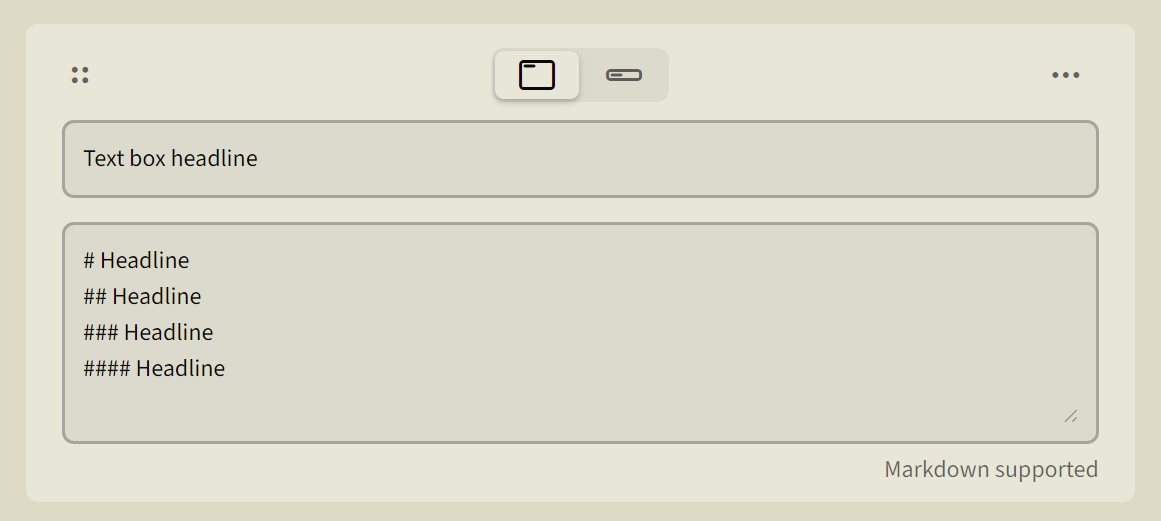 Text box headline
# Headline
## Headline
### Headline
#### Headline
Markdown supported